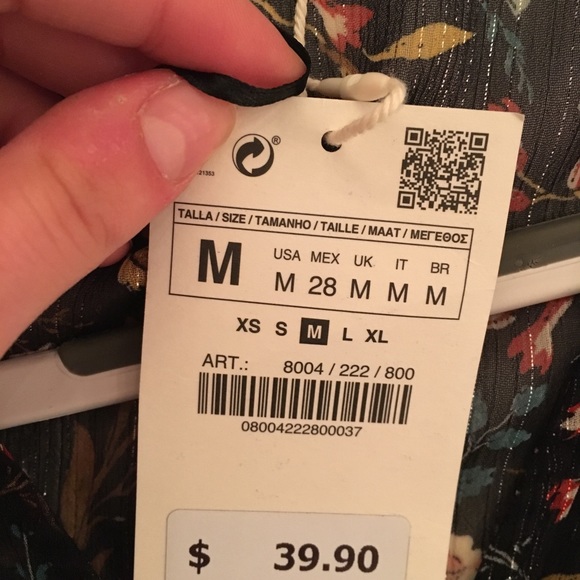 ®
.21353
TALLA / SIZE / TAMANHO / TAILLE / MAAT / ΜΕΓΕΘΟΣ
M
USA MEX UK IT BR
M 28 M M M
XS S M L XL
ART.: 8004 / 222 / 800
08004222800037
$ 39.90